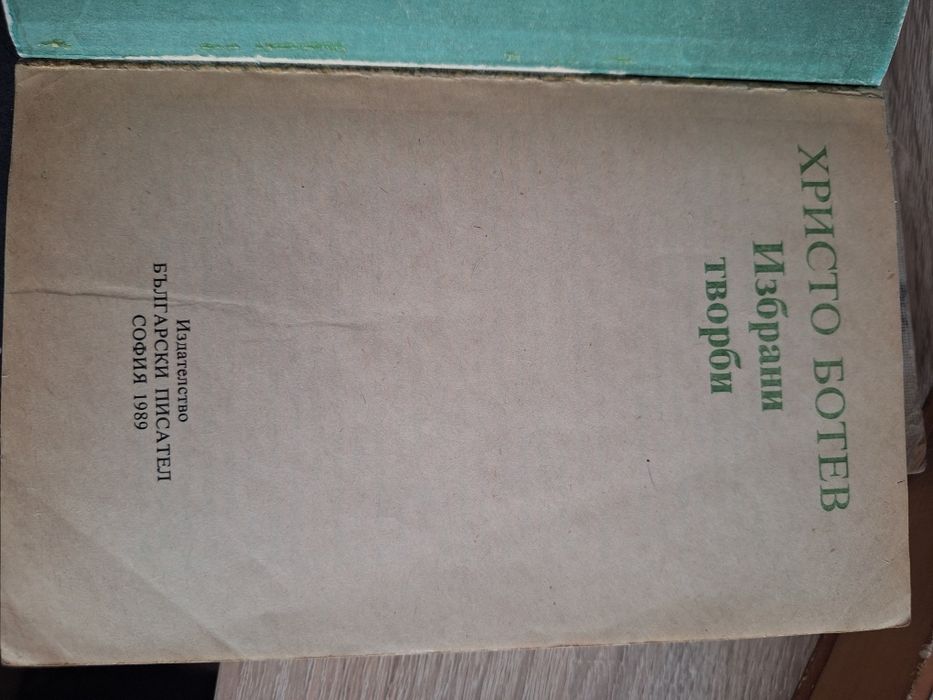 ХРИСТО БОТЕВ
Избрани
творби
Издателство
БЪЛГАРСКИ ПИСАТЕЛ
СОФИЯ 1989